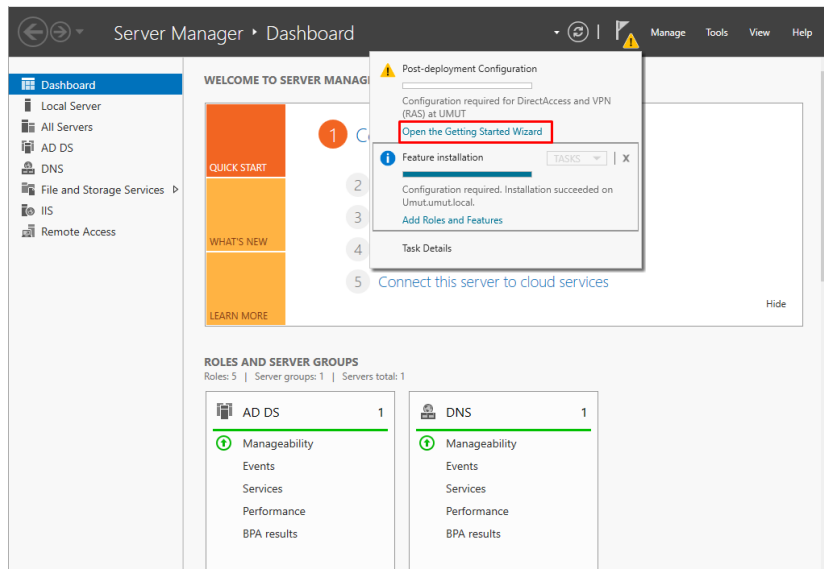 Server Manager ‣ Dashboard
Manage Tools View Help
Dashboard
Local Server
All Servers
AD DS
DNS
File and Storage Services
IIS
Remote Access
WELCOME TO SERVER MANAG
QUICK START
WHAT'S NEW
LEARN MORE
1
2
3
4
5 Connect this server to cloud services
Hide
Post-deployment Configuration
Configuration required for DirectAccess and VPN
(RAS) at UMUT
Open the Getting Started Wizard
Feature installation
TASKS
X
Configuration required. Installation succeeded on
Umut.umut.local.
Add Roles and Features
Task Details
ROLES AND SERVER GROUPS
Roles: 5 | Server groups: 1 | Servers total: 1
AD DS 1
Manageability
Events
Services
Performance
BPA results
DNS 1
Manageability
Events
Services
Performance
BPA results